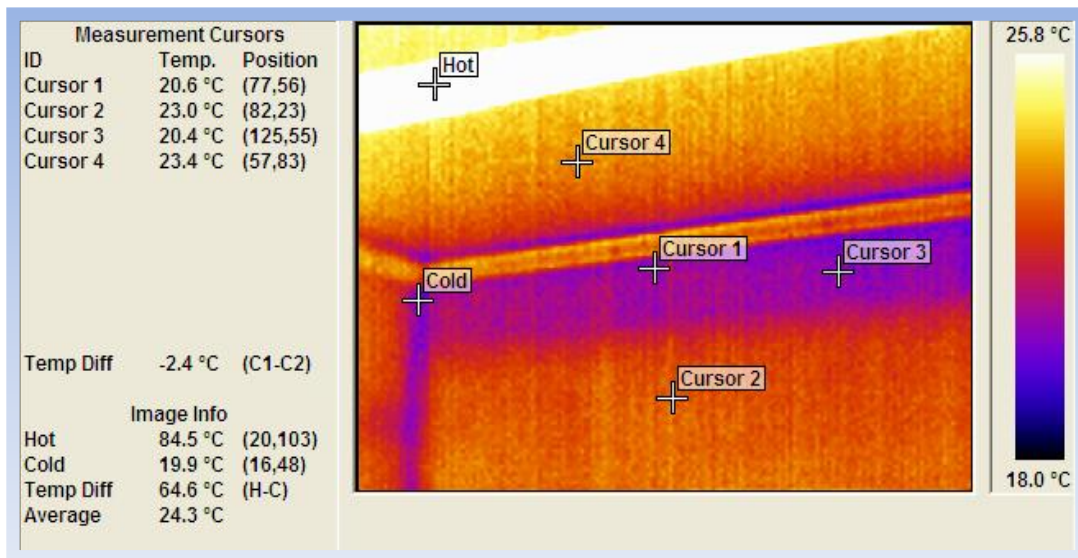 Measurement Cursors
ID Temp. Position
Cursor 1 20.6 °C (77,56)
Cursor 2 23.0 °C (82,23)
Cursor 3 20.4 °C (125,55)
Cursor 4 23.4 °C (57,83)
Temp Diff -2.4 °C (C1-C2)
Image Info
Hot 84.5 °C (20,103)
Cold 19.9 °C (16,48)
Temp Diff 64.6 °C (H-C)
Average 24.3 °C
Hot
Cursor 4
Cursor 1
Cursor 3
Cold
Cursor 2
25.8 °C
18.0 °C